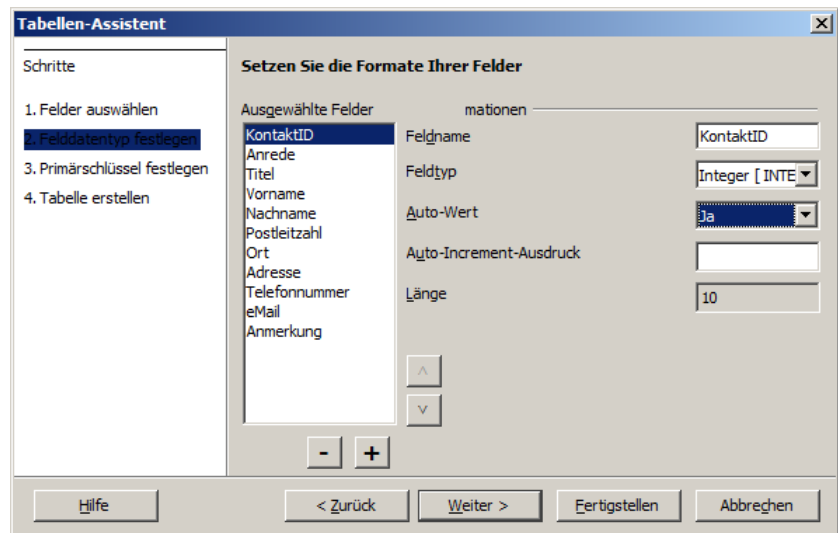 Tabellen-Assistent
Schritte
1. Felder auswählen
2. Felddatentyp festlegen
3. Primärschlüssel festlegen
4. Tabelle erstellen
Setzen Sie die Formate Ihrer Felder
Ausgewählte Felder
KontaktID
Anrede
Titel
Vorname
Nachname
Postleitzahl
Ort
Adresse
Telefonnummer
eMail
Anmerkung
- +
mationen
Feldname KontaktID
Feldtyp Integer [ INTE
Auto-Wert Ja
Auto-Increment-Ausdruck
Länge 10
Hilfe < Zurück Weiter > Fertigstellen Abbrechen